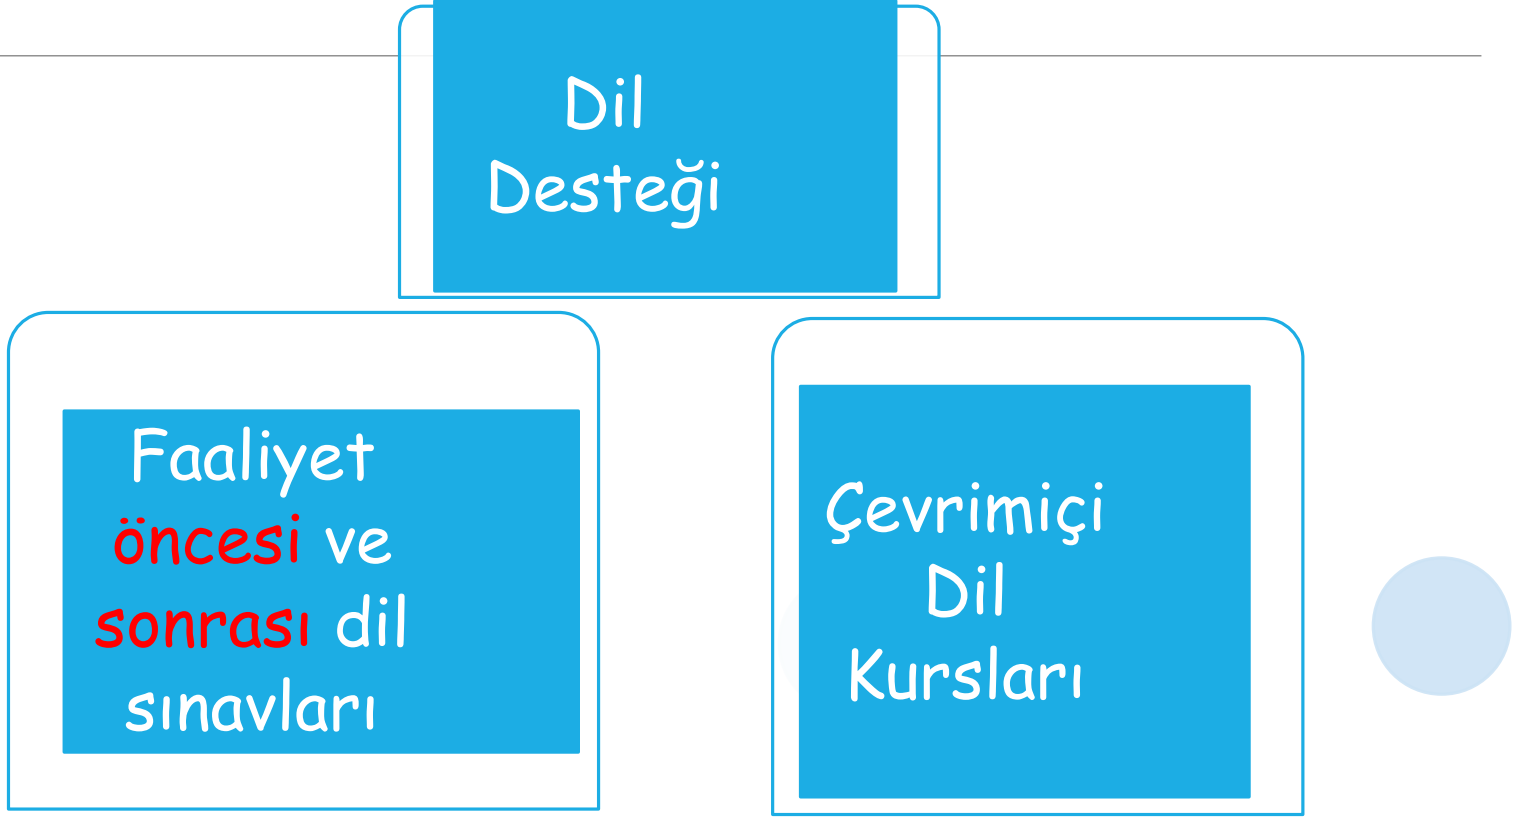 Dil
Desteği
Faaliyet
öncesi ve
sonrası dil
sınavları
Çevrimiçi
Dil
Kursları